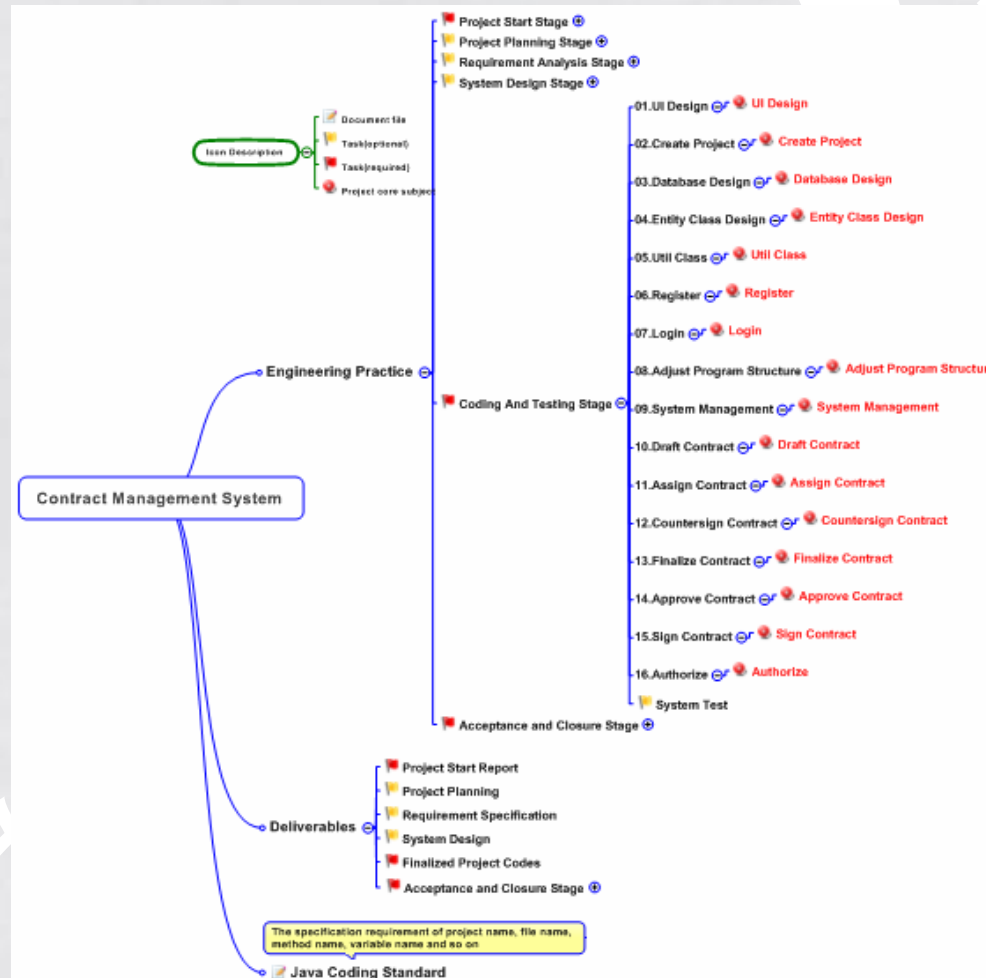 Project Start Stage
Project Planning Stage
Requirement Analysis Stage
System Design Stage
Icon Description
Document file
Task(optional)
Task(required)
Project core subject
01.UI Design UI Design
02.Create Project Create Project
03.Database Design Database Design
04.Entity Class Design Entity Class Design
05.Util Class Util Class
06.Register Register
07.Login Login
08.Adjust Program Structure Adjust Program Structur
09.System Management System Management
10.Draft Contract Draft Contract
11.Assign Contract Assign Contract
12.Countersign Contract Countersign Contract
13.Finalize Contract Finalize Contract
14.Approve Contract Approve Contract
15.Sign Contract Sign Contract
16.Authorize Authorize
System Test
Engineering Practice
Coding And Testing Stage
Contract Management System
Acceptance and Closure Stage
Deliverables
Project Start Report
Project Planning
Requirement Specification
System Design
Finalized Project Codes
Acceptance and Closure Stage
The specification requirement of project name, file name,
method name, variable name and so on
Java Coding Standard